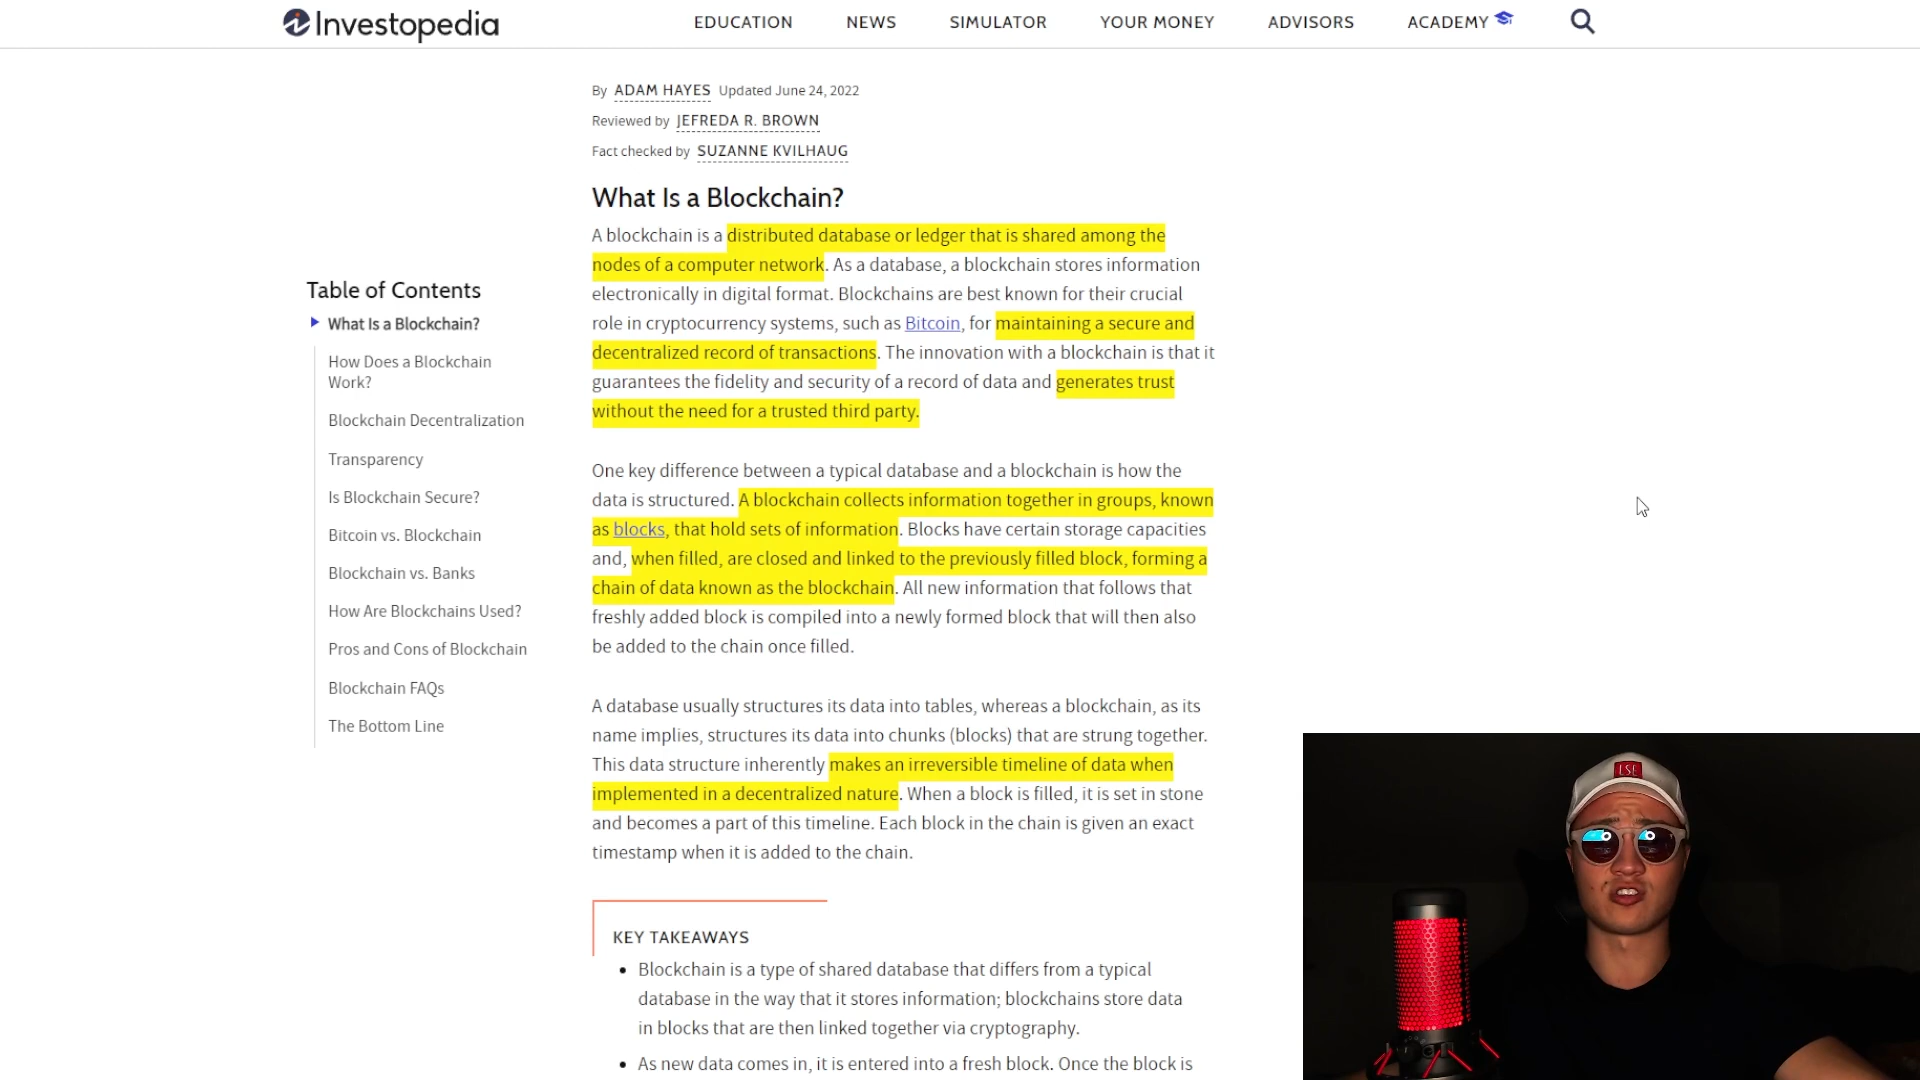 Investopedia
EDUCATION NEWS SIMULATOR YOUR MONEY ADVISORS ACADEMY
By ADAM HAYES Updated June 24, 2022
Reviewed by JEFREDA R. BROWN
Fact checked by SUZANNE KVILHAUG
Table of Contents
What Is a Blockchain?
How Does a Blockchain
Work?
Blockchain Decentralization
Transparency
Is Blockchain Secure?
Bitcoin vs. Blockchain
Blockchain vs. Banks
How Are Blockchains Used?
Pros and Cons of Blockchain
Blockchain FAQs
The Bottom Line
What Is a Blockchain?
A blockchain is a distributed database or ledger that is shared among the
nodes of a computer network. As a database, a blockchain stores information
electronically in digital format. Blockchains are best known for their crucial
role in cryptocurrency systems, such as Bitcoin, for maintaining a secure and
decentralized record of transactions. The innovation with a blockchain is that it
guarantees the fidelity and security of a record of data and generates trust
without the need for a trusted third party.
One key difference between a typical database and a blockchain is how the
data is structured. A blockchain collects information together in groups, known
as blocks, that hold sets of information. Blocks have certain storage capacities
and, when filled, are closed and linked to the previously filled block, forming a
chain of data known as the blockchain. All new information that follows that
freshly added block is compiled into a newly formed block that will then also
be added to the chain once filled.
A database usually structures its data into tables, whereas a blockchain, as its
name implies, structures its data into chunks (blocks) that are strung together.
This data structure inherently makes an irreversible timeline of data when
implemented in a decentralized nature. When a block is filled, it is set in stone
and becomes a part of this timeline. Each block in the chain is given an exact
timestamp when it is added to the chain.
KEY TAKEAWAYS
• Blockchain is a type of shared database that differs from a typical
database in the way that it stores information; blockchains store data
in blocks that are then linked together via cryptography.
• As new data comes in, it is entered into a fresh block. Once the block is
LSE